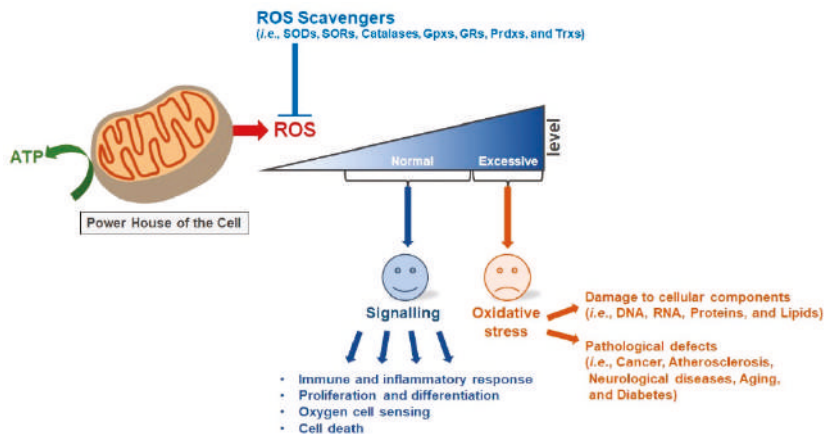 ROS Scavengers
(i.e., SODs, SORs, Catalases, Gpxs, GRs, Prdxs, and Trxs)
ROS
ATP
Power House of the Cell
Normal
Excessive
level
Signalling
Oxidative
stress
Immune and inflammatory response
Proliferation and differentiation
Oxygen cell sensing
Cell death
Damage to cellular components
(i.e., DNA, RNA, Proteins, and Lipids)
Pathological defects
(i.e., Cancer, Atherosclerosis,
Neurological diseases, Aging,
and Diabetes)